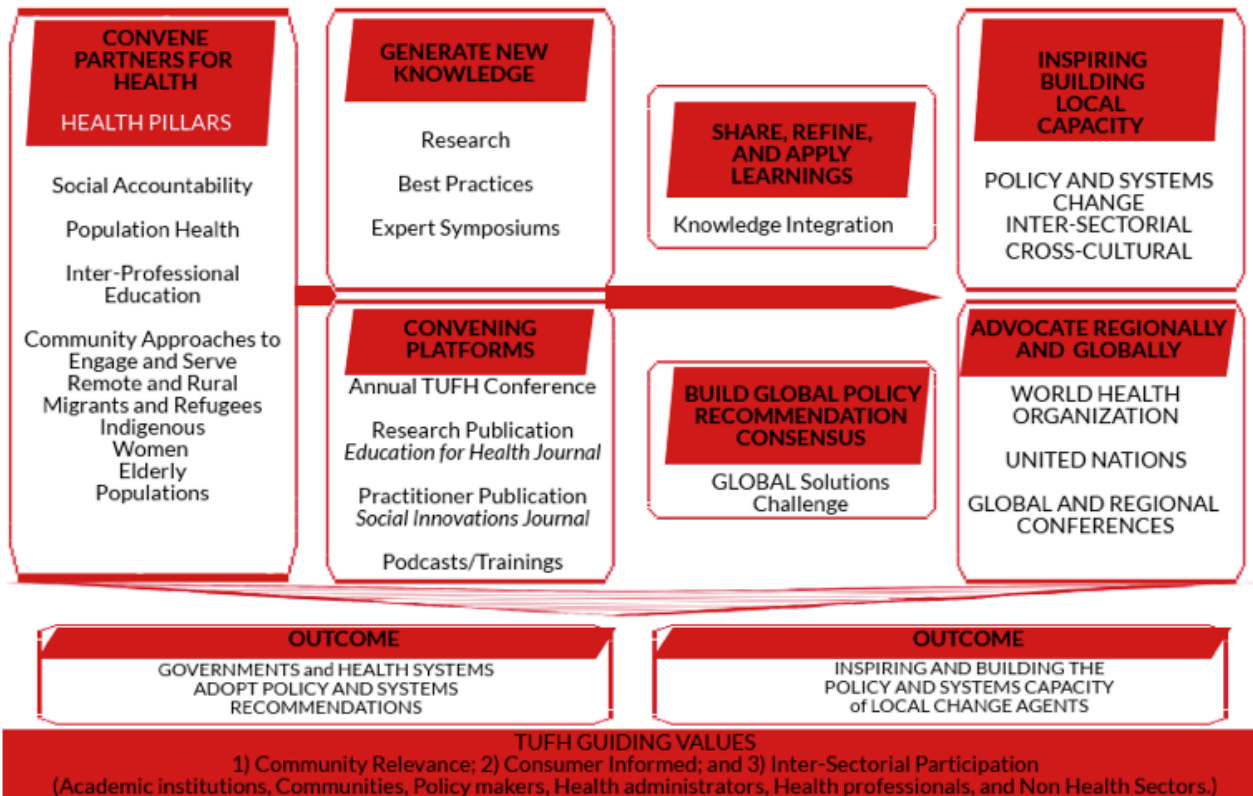 CONVENE
PARTNERS FOR
HEALTH
HEALTH PILLARS
Social Accountability
Population Health
Inter-Professional
Education
Community Approaches to
Engage and Serve
Remote and Rural
Migrants and Refugees
Indigenous
Women
Elderly
Populations
GENERATE NEW
KNOWLEDGE
Research
Best Practices
Expert Symposiums
CONVENING
PLATFORMS
Annual TUFH Conference
Research Publication
Education for Health Journal
Practitioner Publication
Social Innovations Journal
Podcasts/Trainings
SHARE, REFINE,
AND APPLY
LEARNINGS
Knowledge Integration
BUILD GLOBAL POLICY
RECOMMENDATION
CONSENSUS
GLOBAL Solutions
Challenge
INSPIRING
BUILDING
LOCAL
CAPACITY
POLICY AND SYSTEMS
CHANGE
INTER-SECTORIAL
CROSS-CULTURAL
ADVOCATE REGIONALLY
AND GLOBALLY
WORLD HEALTH
ORGANIZATION
UNITED NATIONS
GLOBAL AND REGIONAL
CONFERENCES
OUTCOME
GOVERNMENTS and HEALTH SYSTEMS
ADOPT POLICY AND SYSTEMS
RECOMMENDATIONS
OUTCOME
INSPIRING AND BUILDING THE
POLICY AND SYSTEMS CAPACITY
of LOCAL CHANGE AGENTS
TUFH GUIDING VALUES
1) Community Relevance; 2) Consumer Informed; and 3) Inter-Sectorial Participation
(Academic institutions, Communities, Policy makers, Health administrators, Health professionals, and Non Health Sectors.)